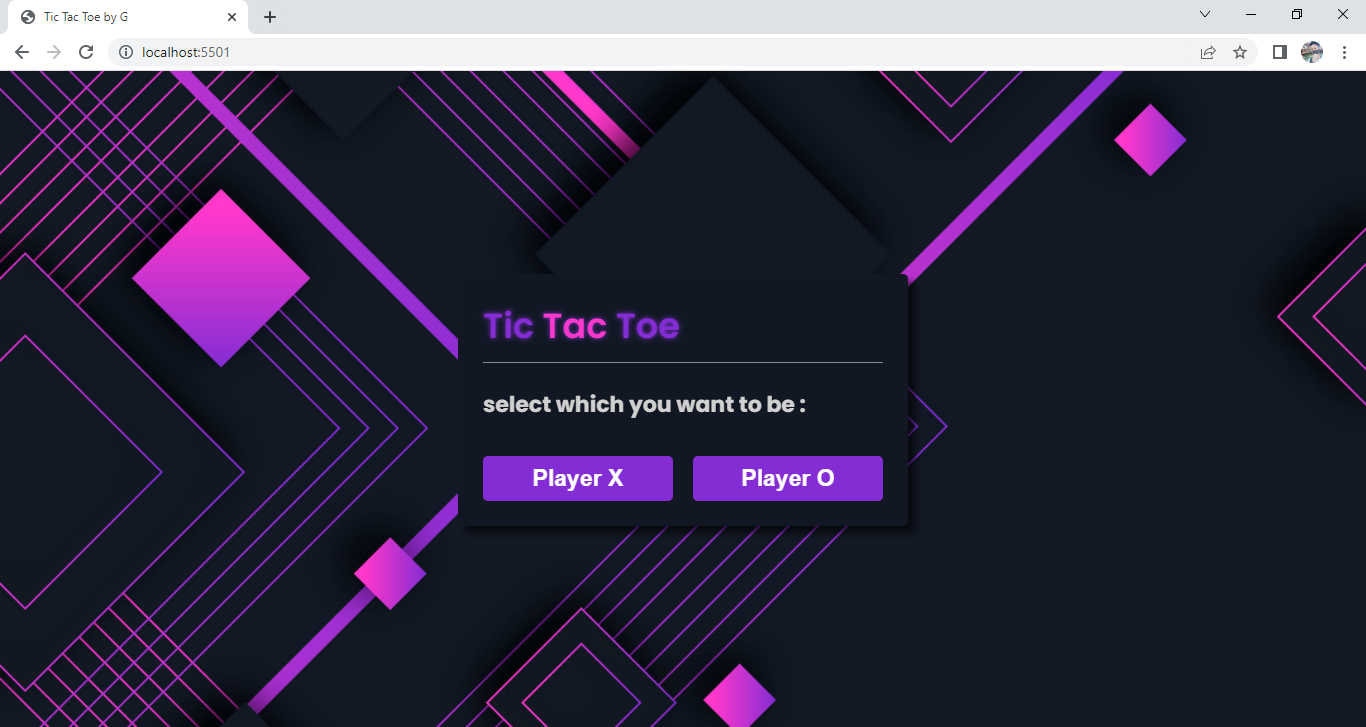 Tic Tac Toe by G
localhost:5501
Tic Tac Toe
select which you want to be :
Player X
Player O